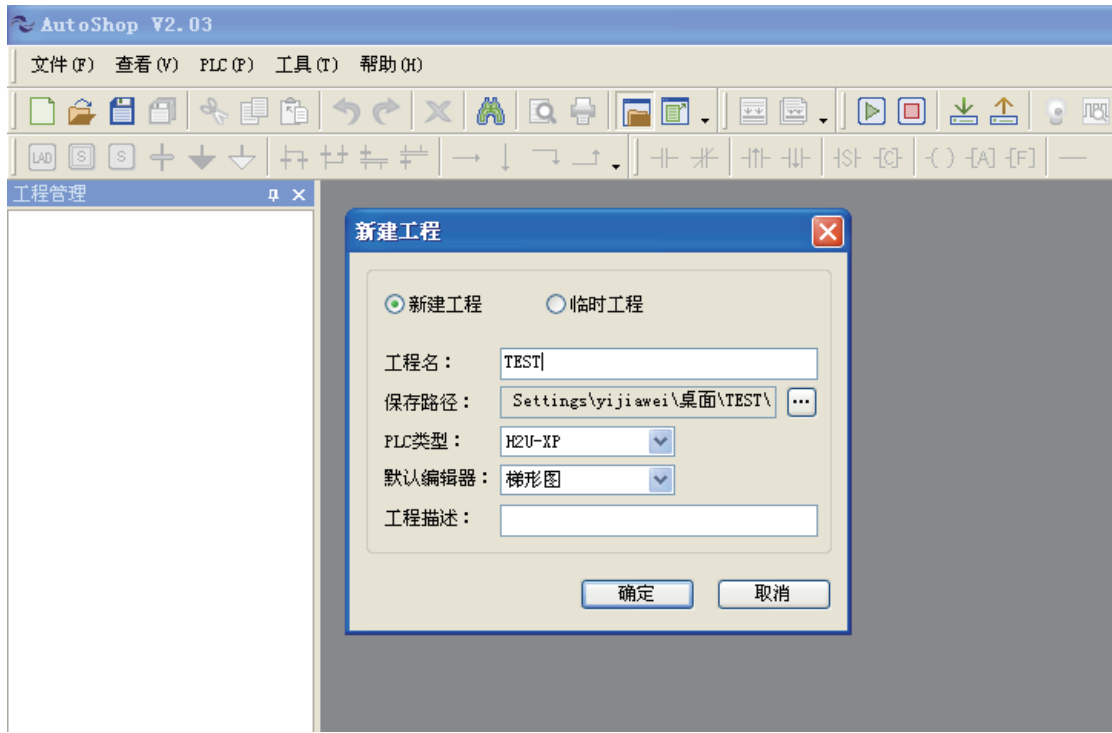 AutoShop V2.03
文件(F) 查看(V) PLC(P) 工具(T) 帮助(H)
LAD S S ┤S├ ┤C├ ( ) [A] [F]
工程管理
新建工程
新建工程 临时工程
工程名： TEST
保存路径： Settings\yijiawei\桌面\TEST\ ...
PLC类型： H2U-XP
默认编辑器： 梯形图
工程描述：
确定 取消